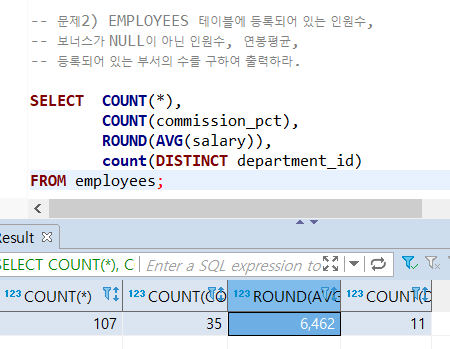 -- 문제2) EMPLOYEES 테이블에 등록되어 있는 인원수,
-- 보너스가 NULL이 아닌 인원수, 연봉평균,
-- 등록되어 있는 부서의 수를 구하여 출력하라.
SELECT COUNT(*),
COUNT(commission_pct),
ROUND(AVG(salary)),
count(DISTINCT department_id)
FROM employees;
Result
SELECT COUNT(*), C Enter a SQL expression to
123 COUNT(*) 123 COUNT(CO 123 ROUND(AVG 123 COUNT(D
107 35 6,462 11